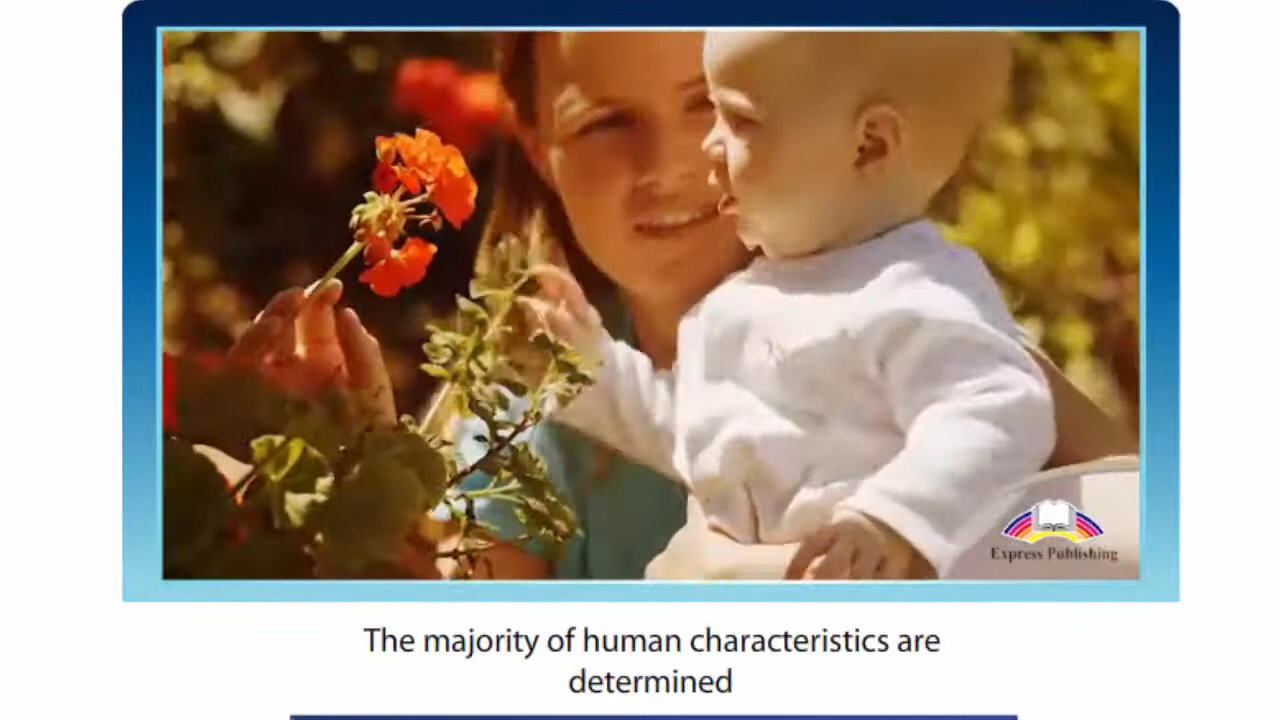 Express Publishing
The majority of human characteristics are
determined